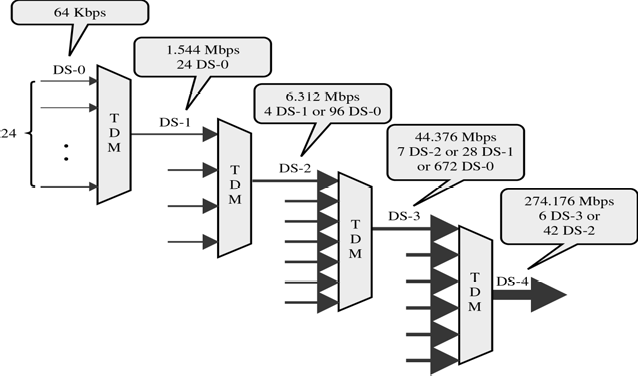 64 Kbps
DS-0
24
T
D
M
1.544 Mbps
24 DS-0
DS-1
T
D
M
6.312 Mbps
4 DS-1 or 96 DS-0
DS-2
T
D
M
44.376 Mbps
7 DS-2 or 28 DS-1
or 672 DS-0
DS-3
T
D
M
274.176 Mbps
6 DS-3 or
42 DS-2
DS-4